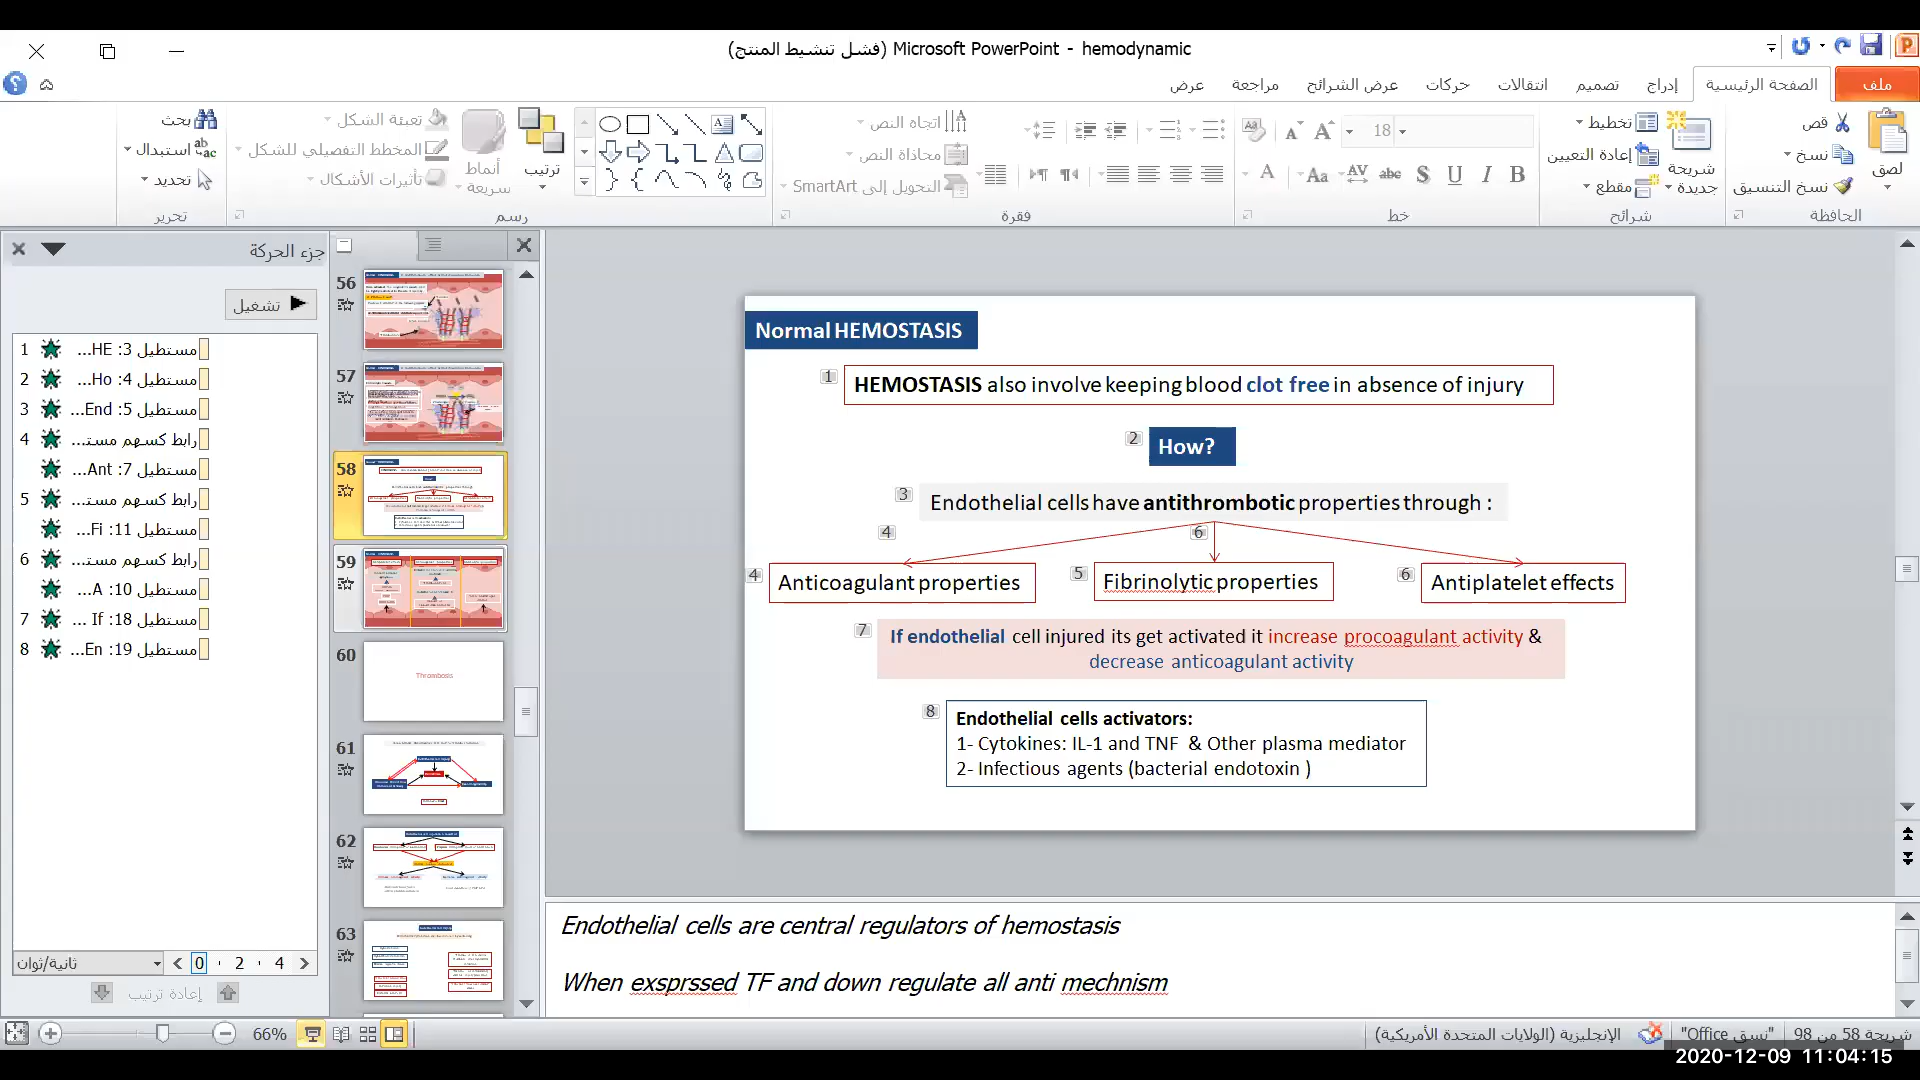 Microsoft PowerPoint - hemodynamic (فشل تنشيط المنتج)
ملف
الصفحة الرئيسية
إدراج
تصميم
انتقالات
حركات
عرض الشرائح
مراجعة
عرض
لصق
قص
نسخ
نسخ التنسيق
الحافظة
شريحة جديدة
تخطيط
إعادة التعيين
مقطع
شرائح
18
خط
اتجاه النص
محاذاة النص
التحويل إلى SmartArt
فقرة
ترتيب
أنماط سريعة
تعبئة الشكل
المخطط التفصيلي للشكل
تأثيرات الأشكال
رسم
بحث
استبدال
تحديد
تحرير
جزء الحركة
تشغيل
1 مستطيل 3: HE...
2 مستطيل 4: Ho...
3 مستطيل 5: End...
4 رابط كسهم مستـ...
مستطيل 7: Ant...
5 رابط كسهم مستـ...
مستطيل 11: Fi...
6 رابط كسهم مستـ...
مستطيل 10: A...
7 مستطيل 18: If...
8 مستطيل 19: En...
ثانية/ثوان
0 2 4
إعادة ترتيب
56
57
58
59
60
Thrombosis
61
62
63
Normal HEMOSTASIS
1 HEMOSTASIS also involve keeping blood clot free in absence of injury
2 How?
3 Endothelial cells have antithrombotic properties through :
4 6
4 Anticoagulant properties
5 Fibrinolytic properties
6 Antiplatelet effects
7 If endothelial cell injured its get activated it increase procoagulant activity &
decrease anticoagulant activity
8 Endothelial cells activators:
1- Cytokines: IL-1 and TNF & Other plasma mediator
2- Infectious agents (bacterial endotoxin )
Endothelial cells are central regulators of hemostasis
When exsprssed TF and down regulate all anti mechnism
شريحة 58 من 98
"نسق Office"
الإنجليزية (الولايات المتحدة الأمريكية)
66%
2020-12-09 11:04:15